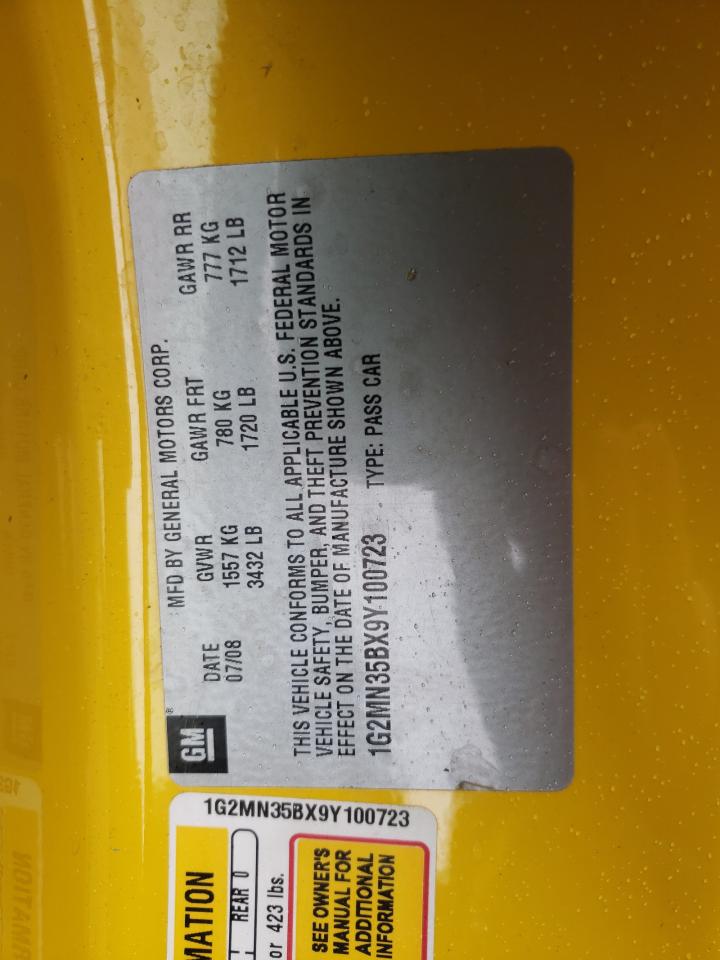 GM
®
MFD BY GENERAL MOTORS CORP.
DATE GVWR GAWR FRT GAWR RR
07/08 1557 KG 780 KG 777 KG
3432 LB 1720 LB 1712 LB
THIS VEHICLE CONFORMS TO ALL APPLICABLE U.S. FEDERAL MOTOR
VEHICLE SAFETY, BUMPER, AND THEFT PREVENTION STANDARDS IN
EFFECT ON THE DATE OF MANUFACTURE SHOWN ABOVE.
1G2MN35BX9Y100723 TYPE: PASS CAR
1G2MN35BX9Y100723
REAR 0
or 423 lbs.
SEE OWNER'S
MANUAL FOR
ADDITIONAL
INFORMATION